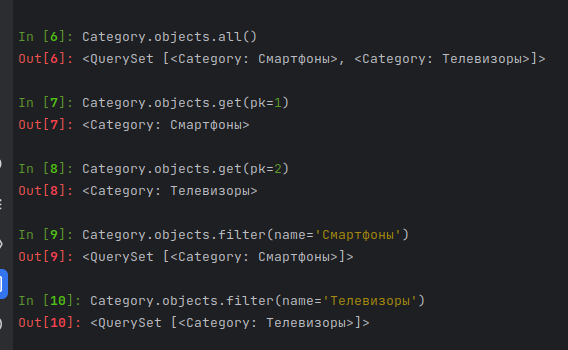 In [6]: Category.objects.all()
Out[6]: <QuerySet [<Category: Смартфоны>, <Category: Телевизоры>]>
In [7]: Category.objects.get(pk=1)
Out[7]: <Category: Смартфоны>
In [8]: Category.objects.get(pk=2)
Out[8]: <Category: Телевизоры>
In [9]: Category.objects.filter(name='Смартфоны')
Out[9]: <QuerySet [<Category: Смартфоны>]>
In [10]: Category.objects.filter(name='Телевизоры')
Out[10]: <QuerySet [<Category: Телевизоры>]>